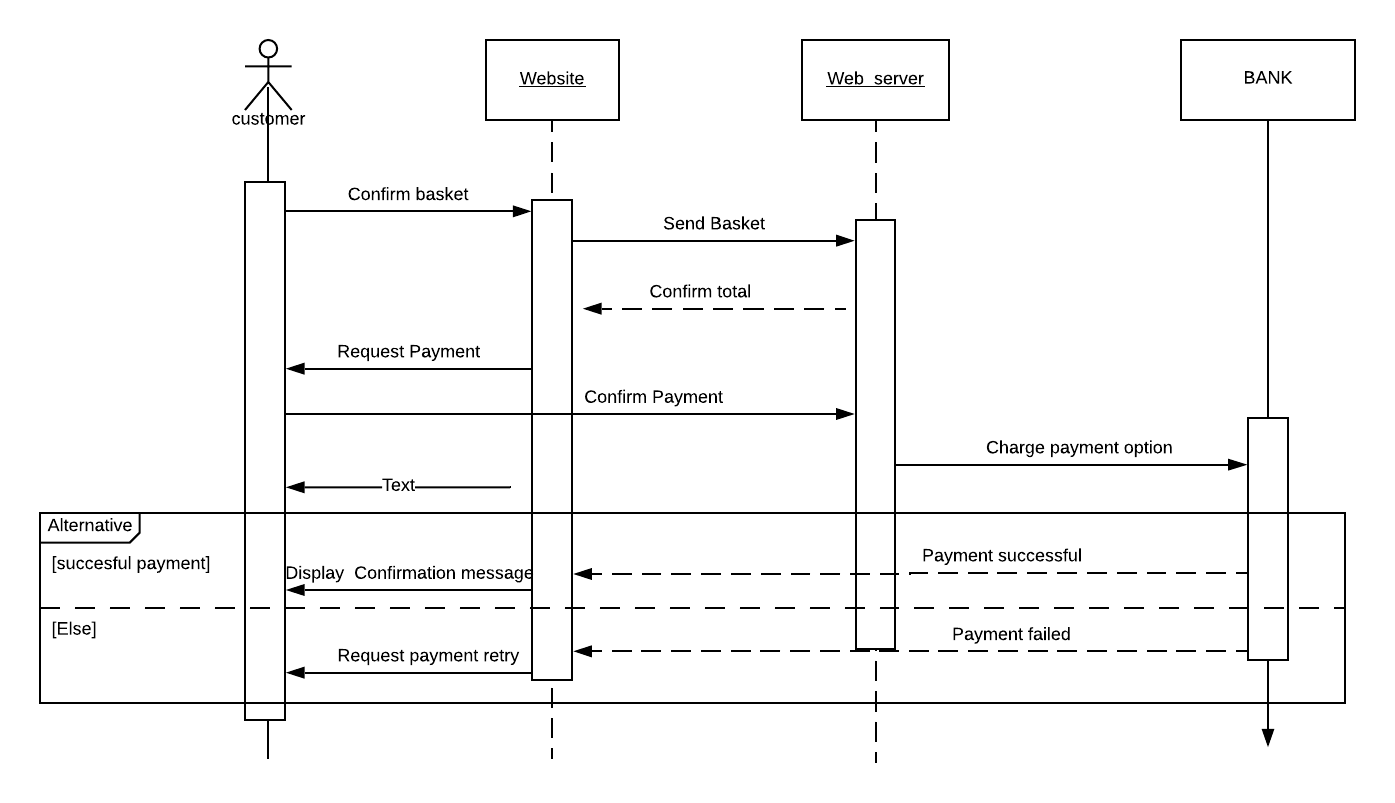 Website
Web server
BANK
customer
Confirm basket
Send Basket
Confirm total
Request Payment
Confirm Payment
Charge payment option
Text
Alternative
[succesful payment]
Payment successful
Display Confirmation message
[Else]
Payment failed
Request payment retry